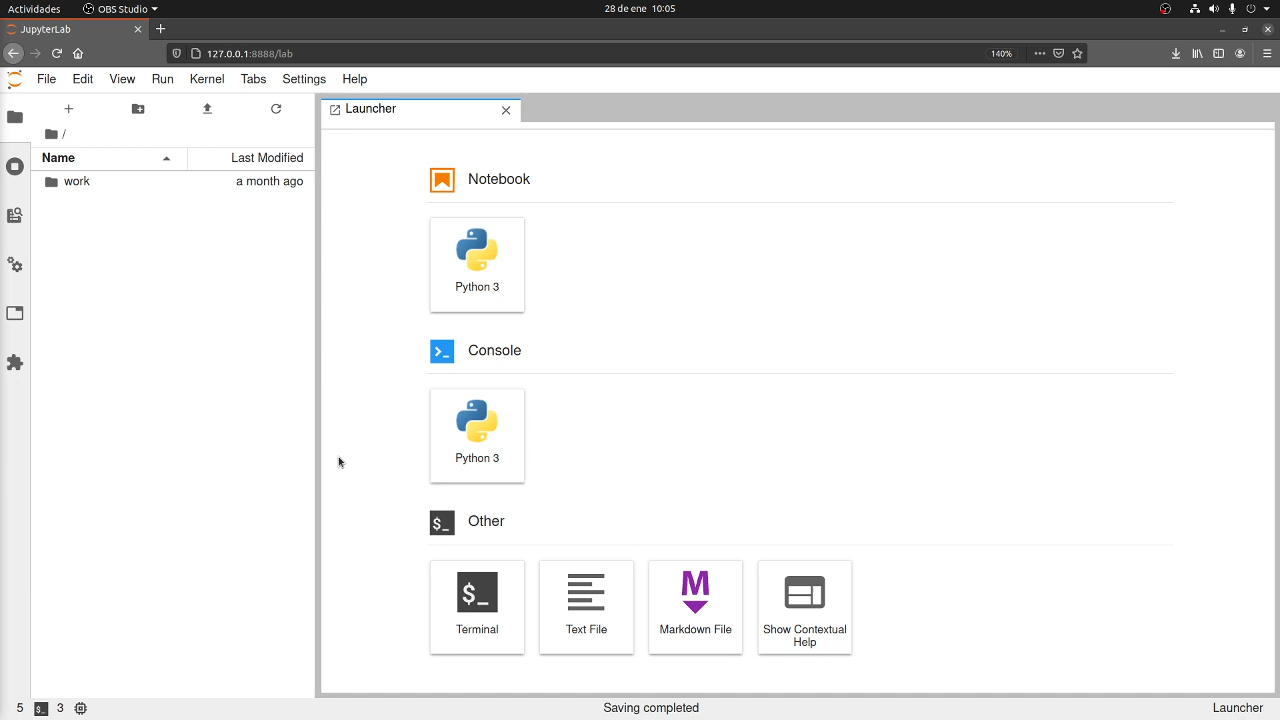 Actividades OBS Studio 28 de ene 10:05
JupyterLab
127.0.0.1:8888/lab 140%
File Edit View Run Kernel Tabs Settings Help
Launcher
/
Name Last Modified
work a month ago
Notebook
Python 3
Console
Python 3
>_
Other
$_
$_
M
Terminal Text File Markdown File Show Contextual
Help
5 $_ 3 Saving completed Launcher